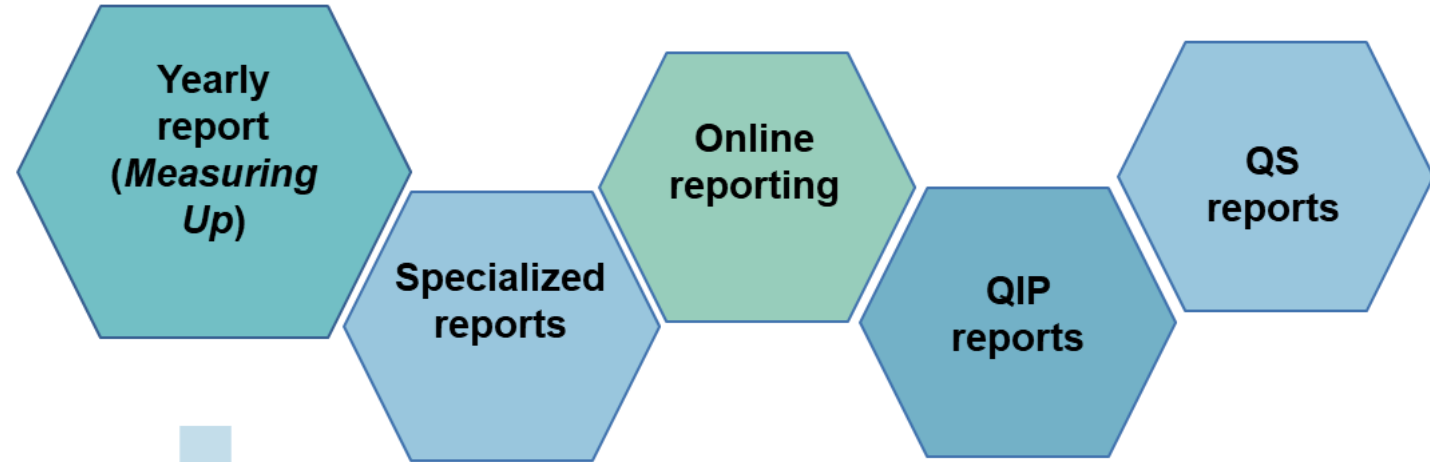 Yearly
report
(Measuring
Up)
Specialized
reports
Online
reporting
QIP
reports
QS
reports